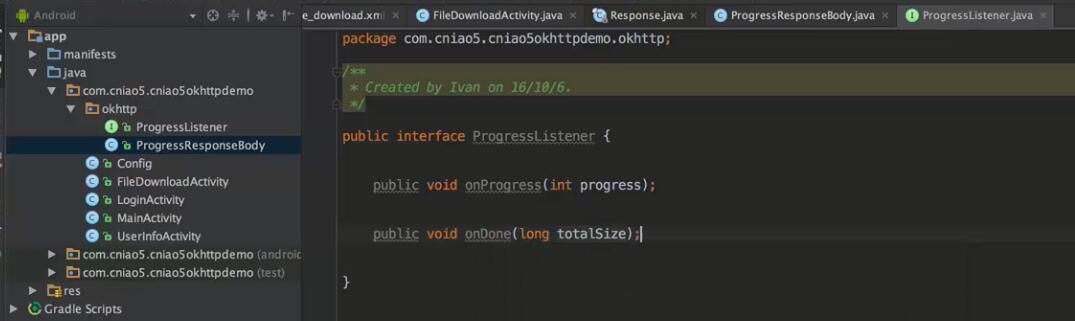 Android
e_download.xml
FileDownloadActivity.java
Response.java
ProgressResponseBody.java
ProgressListener.java
app
manifests
java
com.cniao5.cniao5okhttpdemo
okhttp
ProgressListener
ProgressResponseBody
Config
FileDownloadActivity
LoginActivity
MainActivity
UserInfoActivity
com.cniao5.cniao5okhttpdemo (android
com.cniao5.cniao5okhttpdemo (test)
res
Gradle Scripts
package com.cniao5.cniao5okhttpdemo.okhttp;
/**
* Created by Ivan on 16/10/6.
*/
public interface ProgressListener {
public void onProgress(int progress);
public void onDone(long totalSize);
}